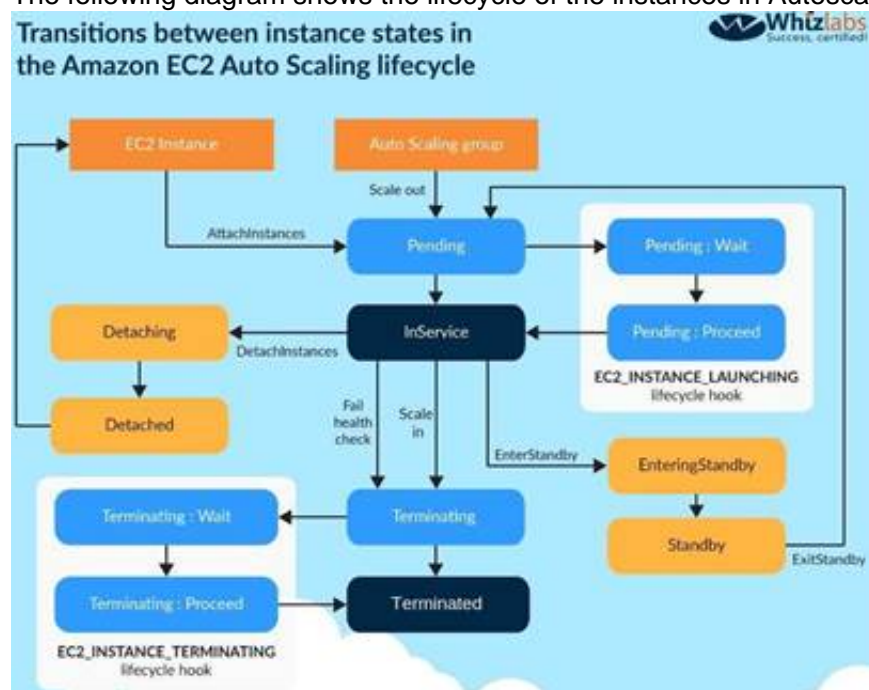 The following diagram shows the lifecycle of the instances in Autosca
Transitions between instance states in
the Amazon EC2 Auto Scaling lifecycle
Whizlabs
Success, certified!
EC2 Instance
Auto Scaling group
Scale out
AttachInstances
Pending
Pending : Wait
Detaching
DetachInstances
InService
Pending : Proceed
EC2_INSTANCE_LAUNCHING
lifecycle hook
Detached
Fail
health
check
Scale
in
EnterStandby
EnteringStandby
Terminating : Wait
Terminating
Standby
ExitStandby
Terminating : Proceed
Terminated
EC2_INSTANCE_TERMINATING
lifecycle hook